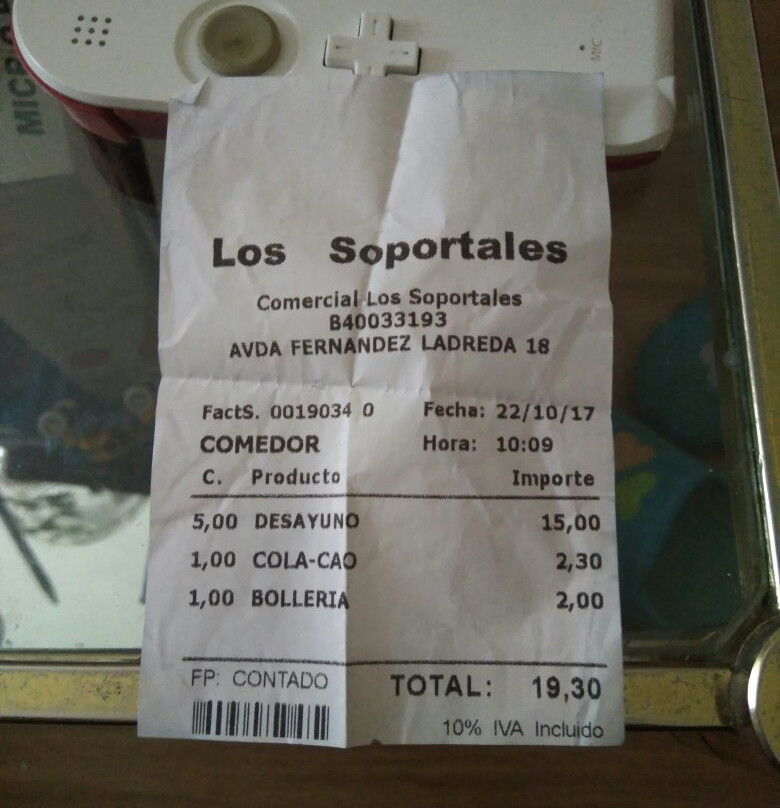 MICRO
MIC
Los Soportales
Comercial Los Soportales
B40033193
AVDA FERNANDEZ LADREDA 18
FactS. 0019034 0 Fecha: 22/10/17
COMEDOR Hora: 10:09
C. Producto Importe
5,00 DESAYUNO 15,00
1,00 COLA-CAO 2,30
1,00 BOLLERIA 2,00
FP: CONTADO TOTAL: 19,30
10% IVA Incluido